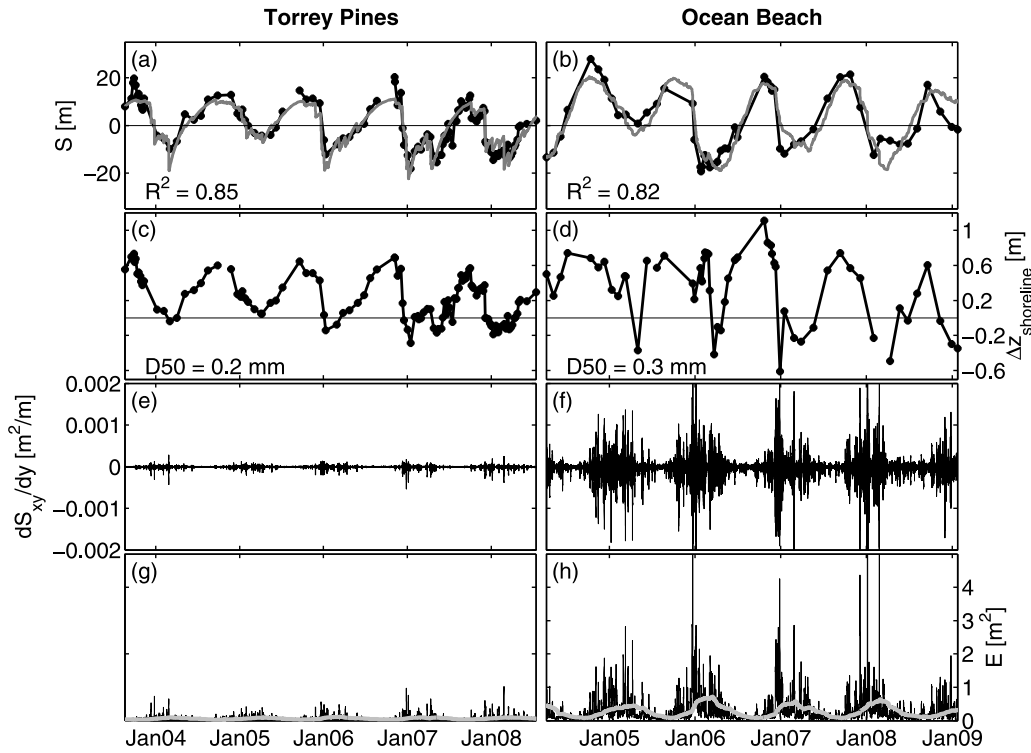 Torrey Pines Ocean Beach
(a) (b)
20
0
−20
S [m]
R² = 0.85 R² = 0.82
(c) (d)
1
0.6
0.2
−0.2
−0.6
Δz_shoreline [m]
D50 = 0.2 mm D50 = 0.3 mm
(e) (f)
0.002
0.001
0
−0.001
−0.002
dS_xy/dy [m²/m]
(g) (h)
4
3
2
1
0
E [m²]
Jan04 Jan05 Jan06 Jan07 Jan08 Jan05 Jan06 Jan07 Jan08 Jan09